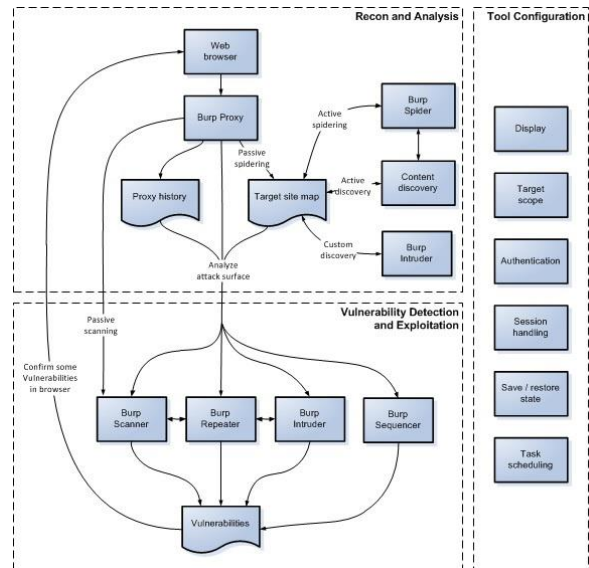 Recon and Analysis
Web
browser
Burp Proxy
Passive
spidering
Active
spidering
Burp
Spider
Proxy history
Target site map
Active
discovery
Content
discovery
Custom
discovery
Burp
Intruder
Analyze
attack surface
Passive
scanning
Vulnerability Detection
and Exploitation
Confirm some
Vulnerabilities
in browser
Burp
Scanner
Burp
Repeater
Burp
Intruder
Burp
Sequencer
Vulnerabilities
Tool Configuration
Display
Target
scope
Authentication
Session
handling
Save / restore
state
Task
scheduling